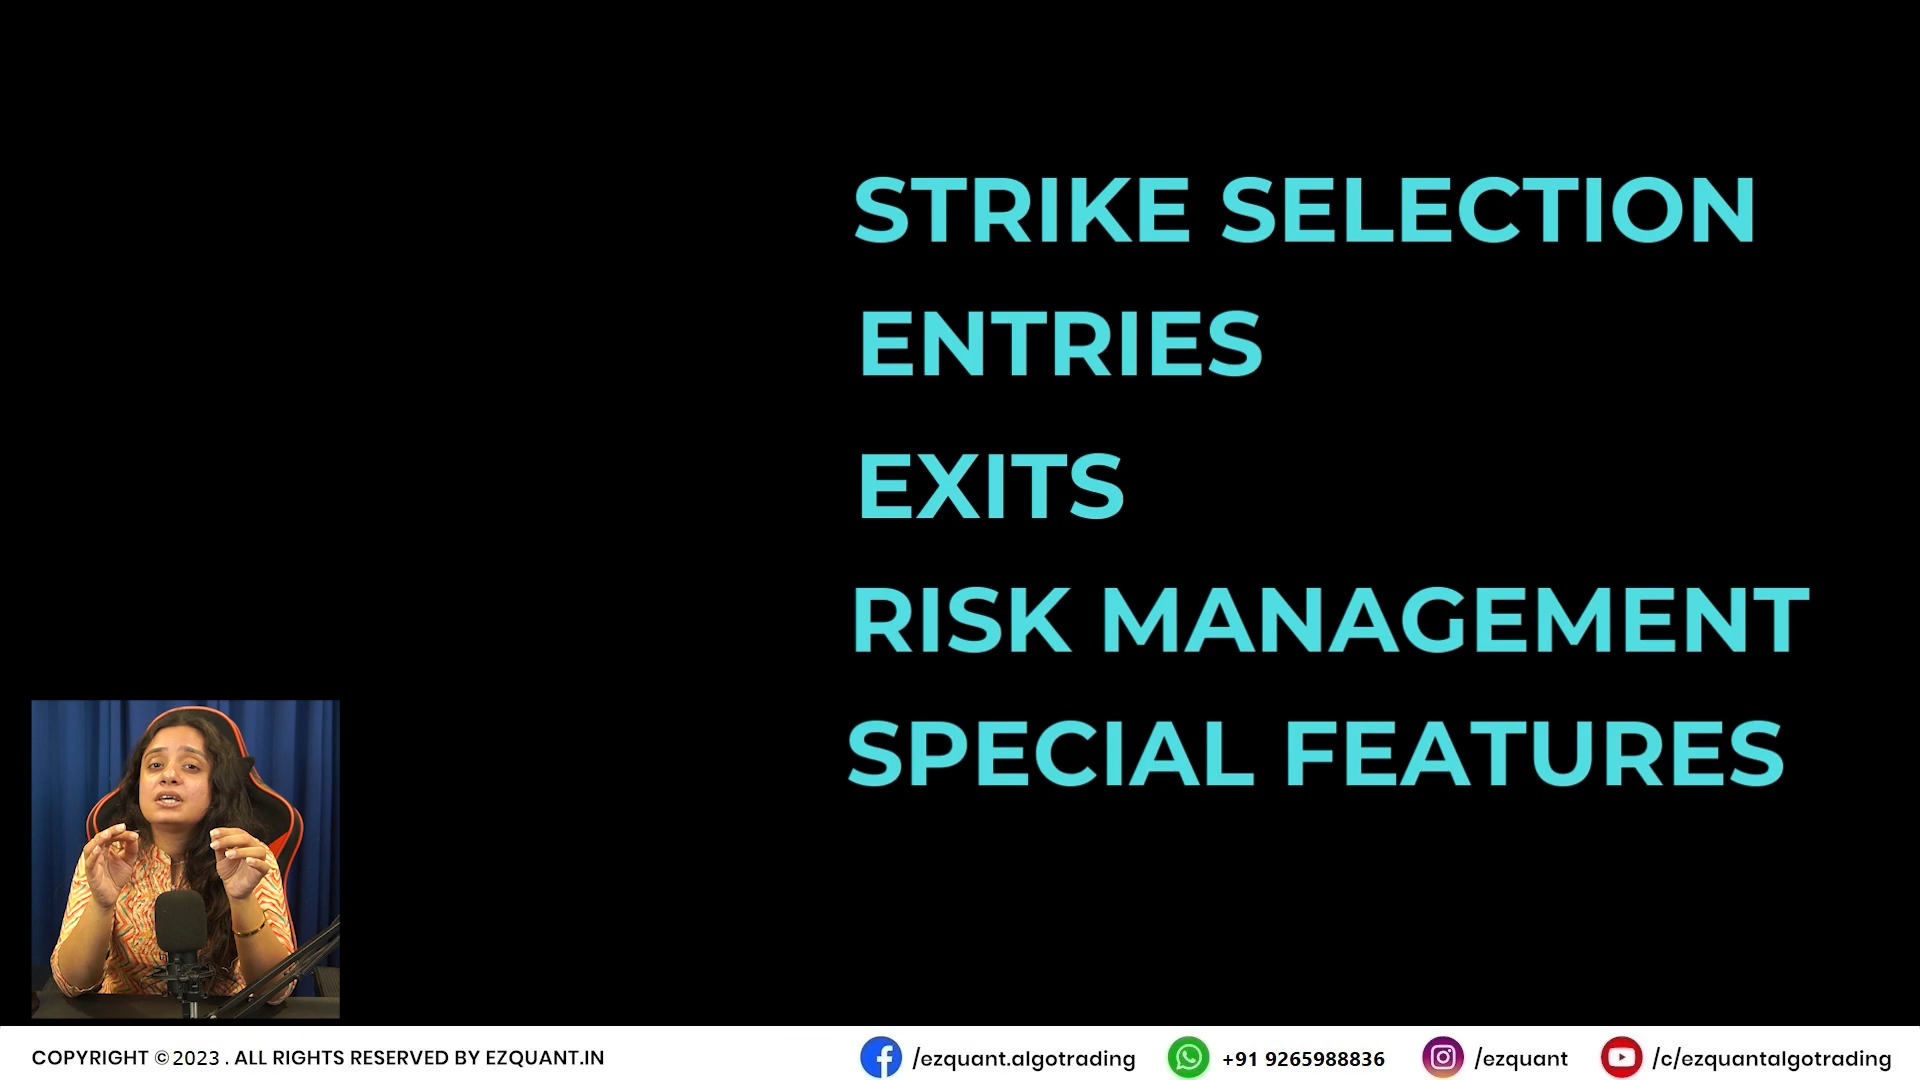 STRIKE SELECTION
ENTRIES
EXITS
RISK MANAGEMENT
SPECIAL FEATURES
COPYRIGHT © 2023 . ALL RIGHTS RESERVED BY EZQUANT.IN /ezquant.algotrading +91 9265988836 /ezquant /c/ezquantalgotrading